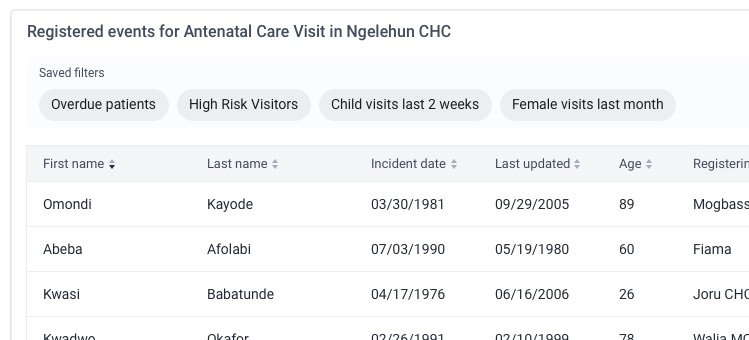 Registered events for Antenatal Care Visit in Ngelehun CHC
Saved filters
Overdue patients High Risk Visitors Child visits last 2 weeks Female visits last month
First name Last name Incident date Last updated Age Registerin
Omondi Kayode 03/30/1981 09/29/2005 89 Mogbass
Abeba Afolabi 07/03/1990 05/19/1980 60 Fiama
Kwasi Babatunde 04/17/1976 06/16/2006 26 Joru CHC
Kwadwo Okafor 02/26/1991 02/10/1999 78 Walia MC